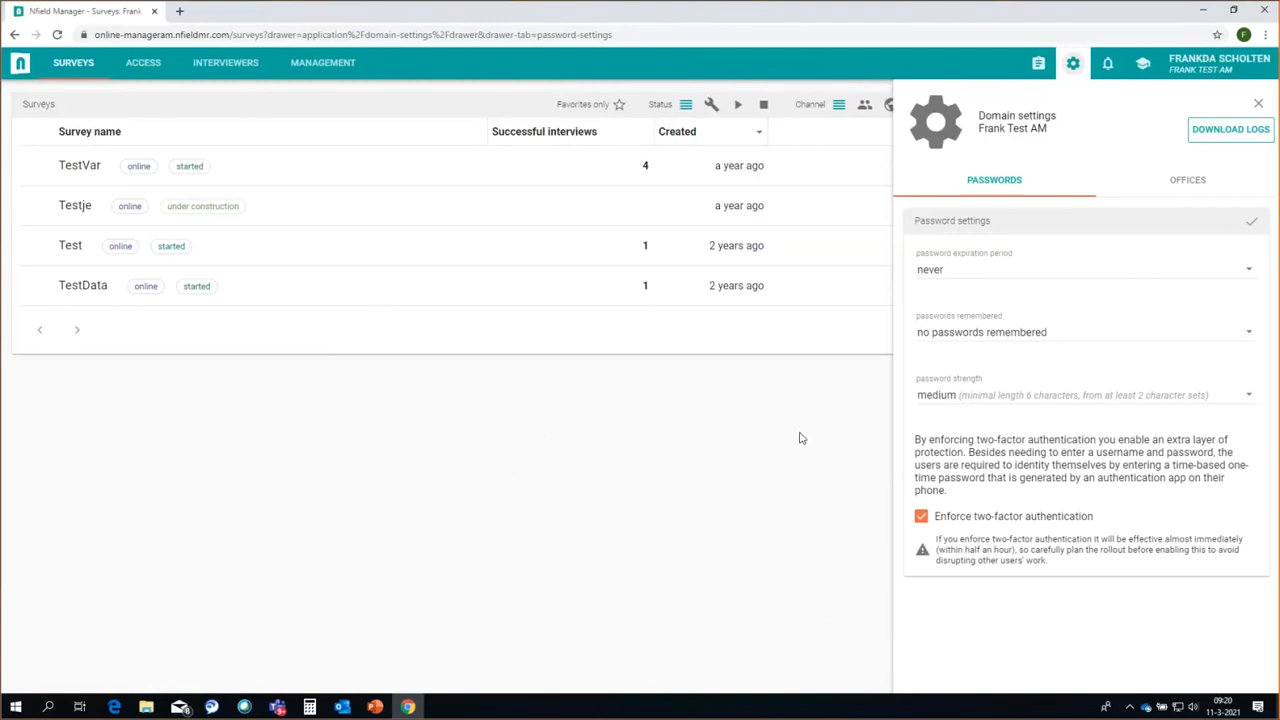 Nfield Manager - Surveys: Frank
online-manageram.nfieldmr.com/surveys?drawer=application%2Fdomain-settings%2Fdrawer&drawer-tab=password-settings
F
n
SURVEYS
ACCESS
INTERVIEWERS
MANAGEMENT
FRANKDA SCHOLTEN
FRANK TEST AM
Surveys
Favorites only
Status
Channel
Survey name
Successful interviews
Created
TestVar online started 4 a year ago
Testje online under construction a year ago
Test online started 1 2 years ago
TestData online started 1 2 years ago
Domain settings
Frank Test AM
DOWNLOAD LOGS
PASSWORDS
OFFICES
Password settings
password expiration period
never
passwords remembered
no passwords remembered
password strength
medium (minimal length 6 characters, from at least 2 character sets)
By enforcing two-factor authentication you enable an extra layer of
protection. Besides needing to enter a username and password, the
users are required to identity themselves by entering a time-based one-
time password that is generated by an authentication app on their
phone.
Enforce two-factor authentication
If you enforce two-factor authentication it will be effective almost immediately
(within half an hour), so carefully plan the rollout before enabling this to avoid
disrupting other users' work.
09:20
11-3-2021